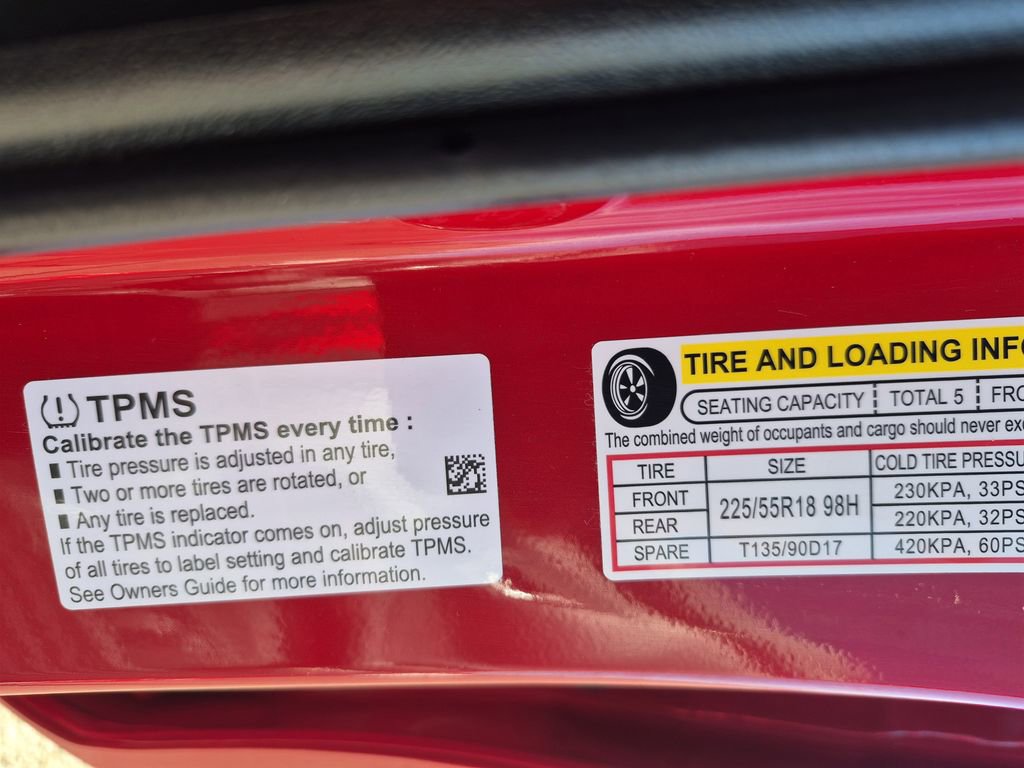 TPMS
Calibrate the TPMS every time :
Tire pressure is adjusted in any tire,
Two or more tires are rotated, or
Any tire is replaced.
If the TPMS indicator comes on, adjust pressure
of all tires to label setting and calibrate TPMS.
See Owners Guide for more information.
TIRE AND LOADING INFO
SEATING CAPACITY TOTAL 5 FRO
The combined weight of occupants and cargo should never exc
TIRE SIZE COLD TIRE PRESSU
FRONT 225/55R18 98H 230KPA, 33PS
REAR 220KPA, 32PS
SPARE T135/90D17 420KPA, 60PS